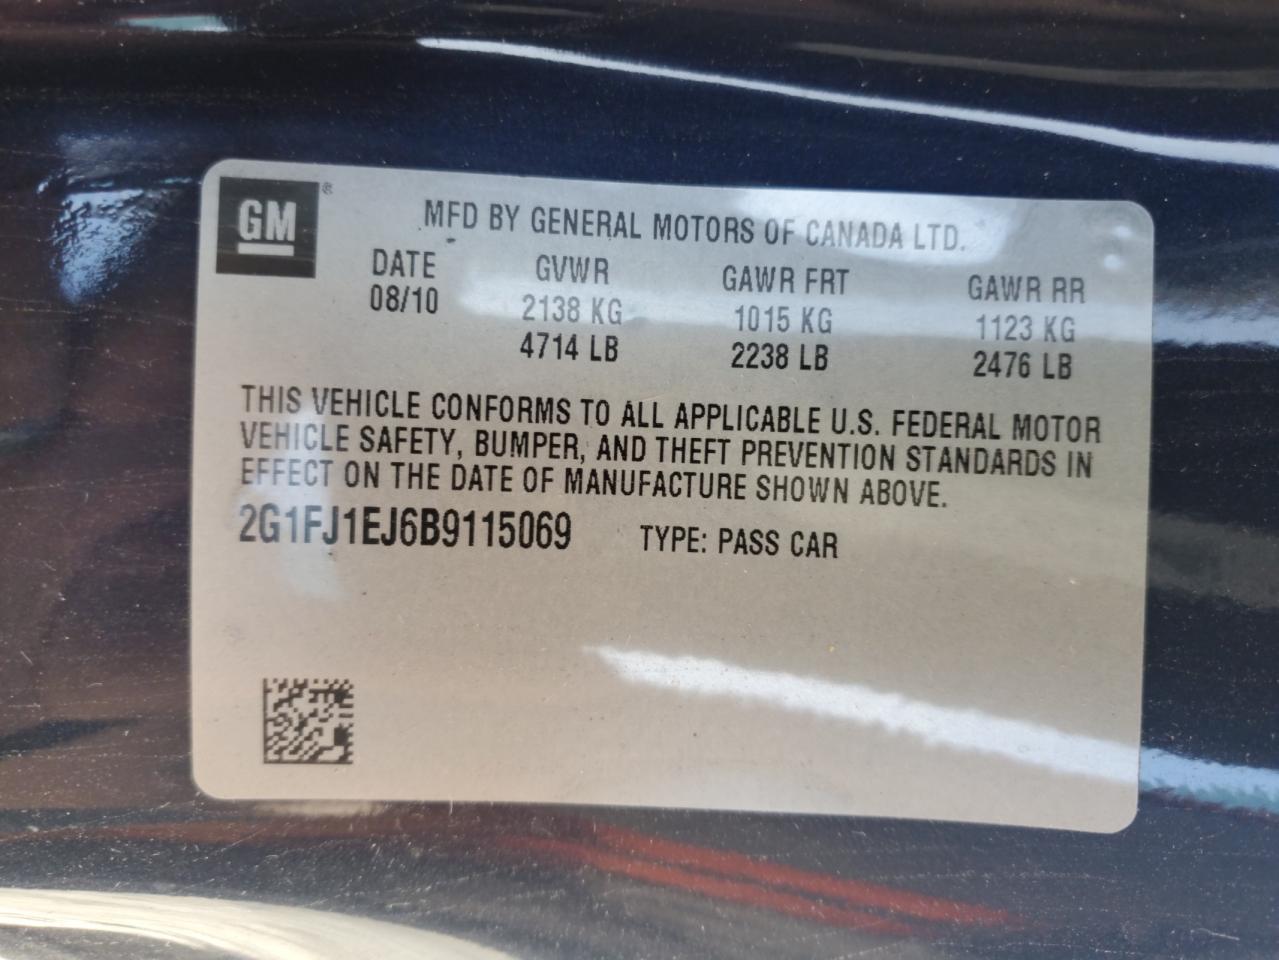 GM ®
MFD BY GENERAL MOTORS OF CANADA LTD.
DATE GVWR GAWR FRT GAWR RR
08/10 2138 KG 1015 KG 1123 KG
4714 LB 2238 LB 2476 LB
THIS VEHICLE CONFORMS TO ALL APPLICABLE U.S. FEDERAL MOTOR
VEHICLE SAFETY, BUMPER, AND THEFT PREVENTION STANDARDS IN
EFFECT ON THE DATE OF MANUFACTURE SHOWN ABOVE.
2G1FJ1EJ6B9115069 TYPE: PASS CAR